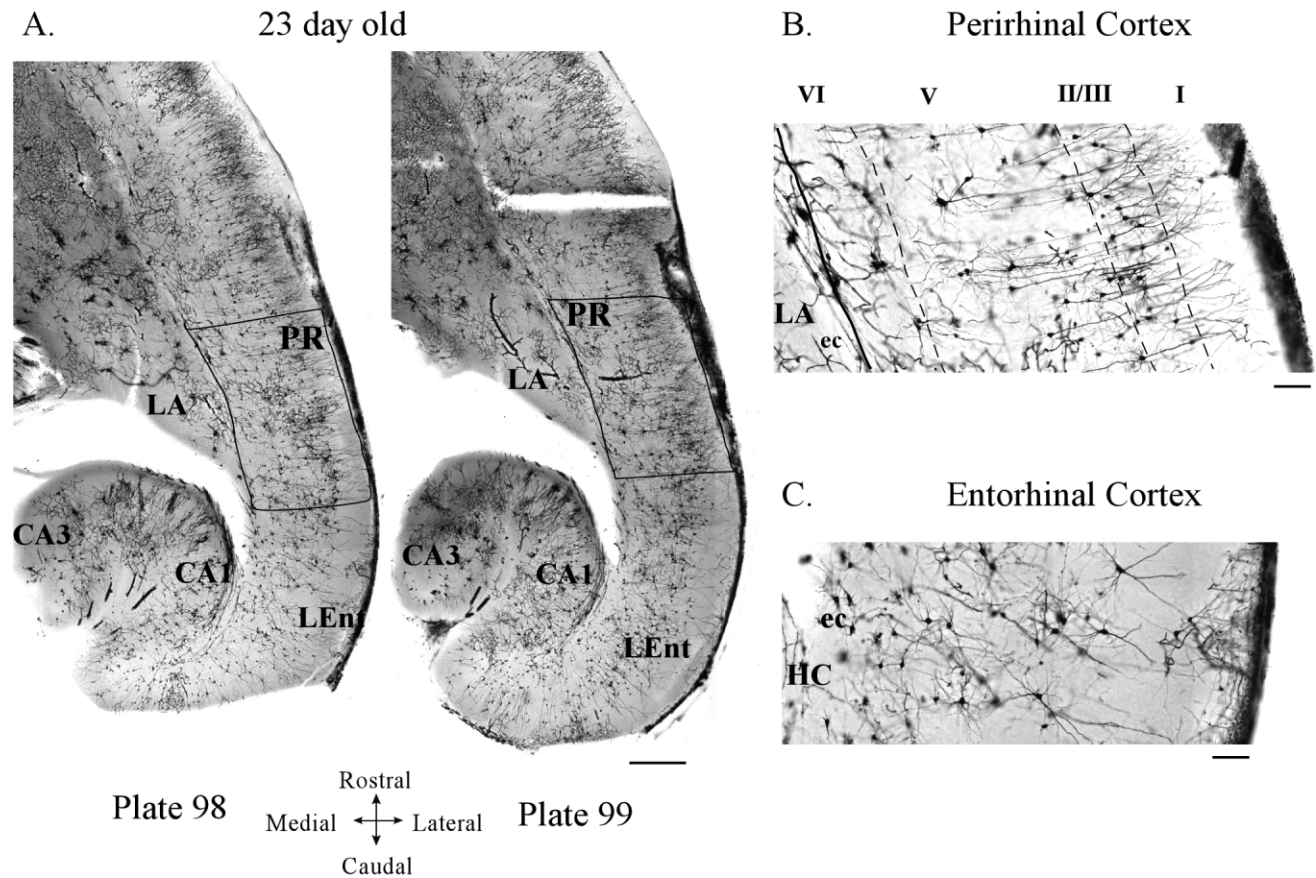 A. 23 day old
PR
LA
CA3
CA1
LEnt
PR
LA
CA3
CA1
LEnt
Plate 98
Rostral
Medial
Lateral
Caudal
Plate 99
B. Perirhinal Cortex
VI V II/III I
LA
ec
C. Entorhinal Cortex
ec
HC